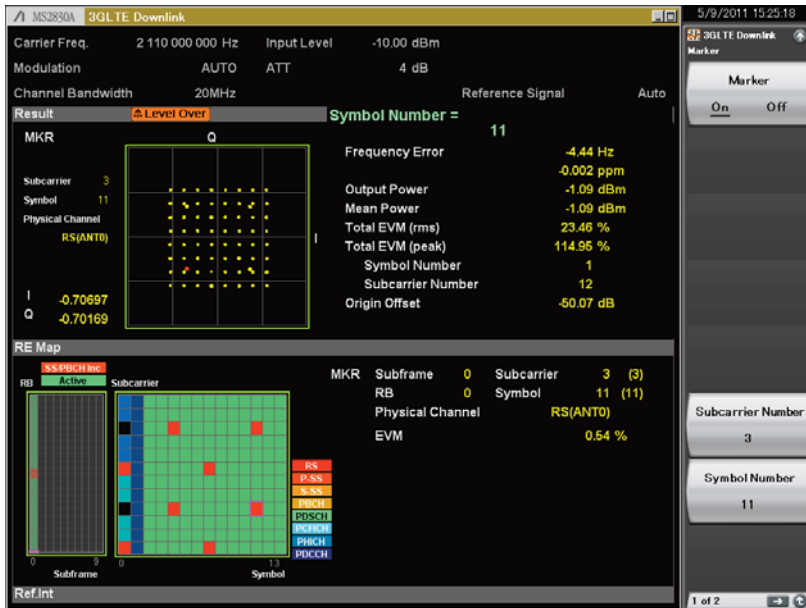 MS2830A 3GLTE Downlink
5/9/2011 15:25:18
Carrier Freq. 2 110 000 000 Hz Input Level -10.00 dBm
Modulation AUTO ATT 4 dB
Channel Bandwidth 20MHz Reference Signal Auto
Result Level Over
Symbol Number =
11
MKR
Q
I
Subcarrier 3
Symbol 11
Physical Channel
RS(ANT0)
I -0.70697
Q -0.70169
Frequency Error -4.44 Hz
-0.002 ppm
Output Power -1.09 dBm
Mean Power -1.09 dBm
Total EVM (rms) 23.46 %
Total EVM (peak) 114.95 %
Symbol Number 1
Subcarrier Number 12
Origin Offset -50.07 dB
RE Map
SS/PBCH Inc
RB Active Subcarrier
0 9
Subframe
0 13
Symbol
RS
P-SS
S-SS
PBCH
PDSCH
PCFICH
PHICH
PDCCH
MKR Subframe 0 Subcarrier 3 (3)
RB 0 Symbol 11 (11)
Physical Channel RS(ANT0)
EVM 0.54 %
Ref.Int
3GLTE Downlink
Marker
Marker
On Off
Subcarrier Number
3
Symbol Number
11
1 of 2